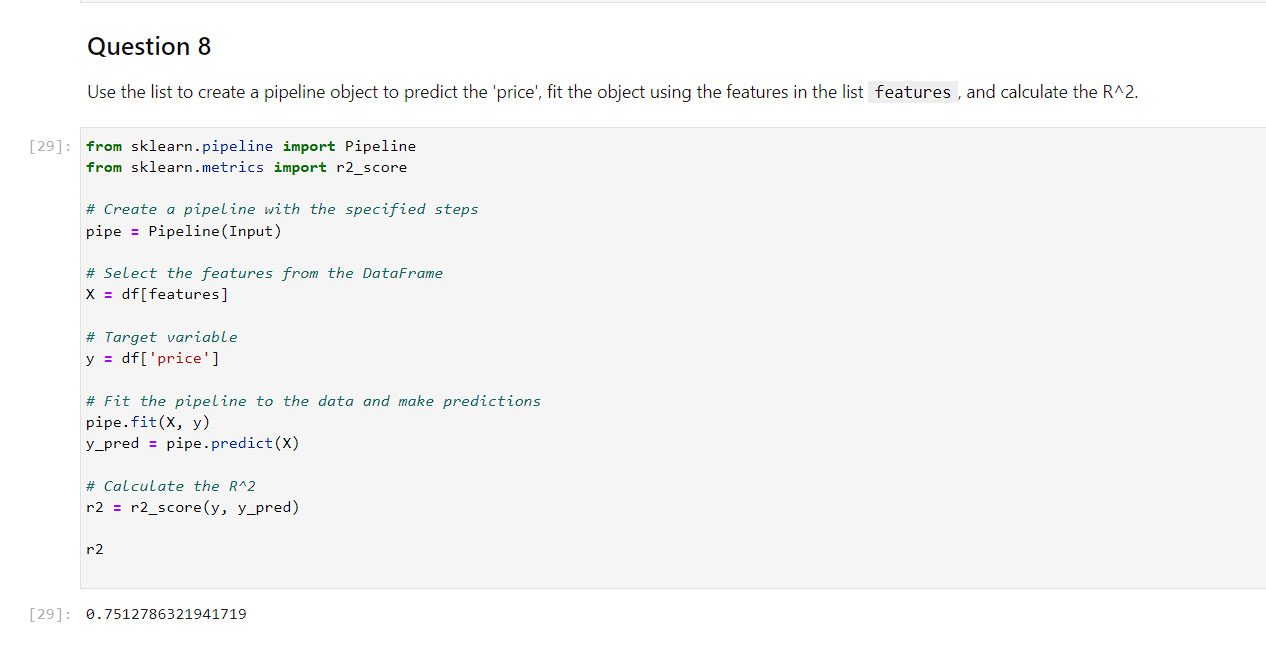 Question 8
Use the list to create a pipeline object to predict the 'price', fit the object using the features in the list features , and calculate the R^2.
[29]: from sklearn.pipeline import Pipeline
from sklearn.metrics import r2_score
# Create a pipeline with the specified steps
pipe = Pipeline(Input)
# Select the features from the DataFrame
X = df[features]
# Target variable
y = df['price']
# Fit the pipeline to the data and make predictions
pipe.fit(X, y)
y_pred = pipe.predict(X)
# Calculate the R^2
r2 = r2_score(y, y_pred)
r2
[29]: 0.7512786321941719